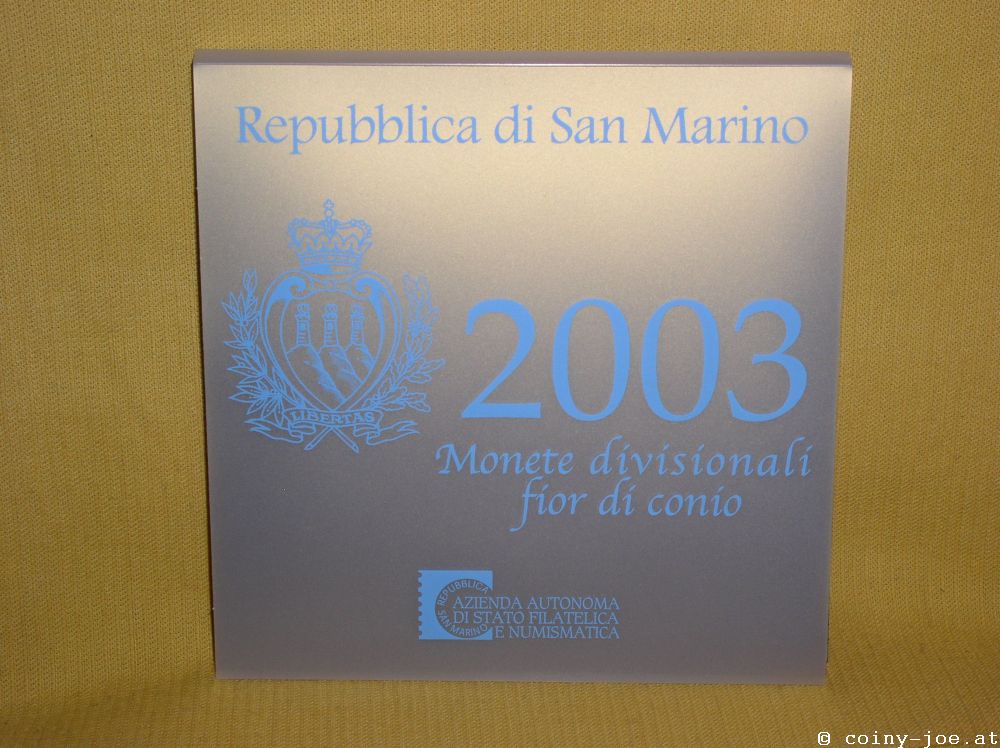 Repubblica di San Marino
LIBERTAS
2003
Monete divisionali
fior di conio
REPUBBLICA
SAN MARINO
AZIENDA AUTONOMA
DI STATO FILATELICA
E NUMISMATICA
© coiny-joe.at